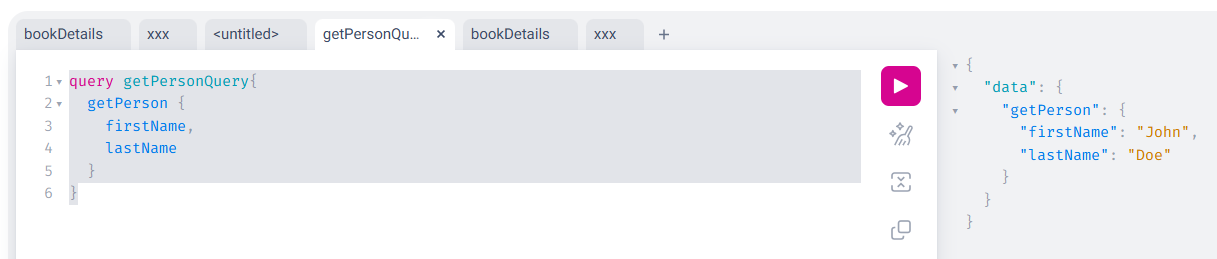 bookDetails xxx <untitled> getPersonQu... × bookDetails xxx +
1 query getPersonQuery{
2 getPerson {
3 firstName,
4 lastName
5 }
6 }
{
"data": {
"getPerson": {
"firstName": "John",
"lastName": "Doe"
}
}
}